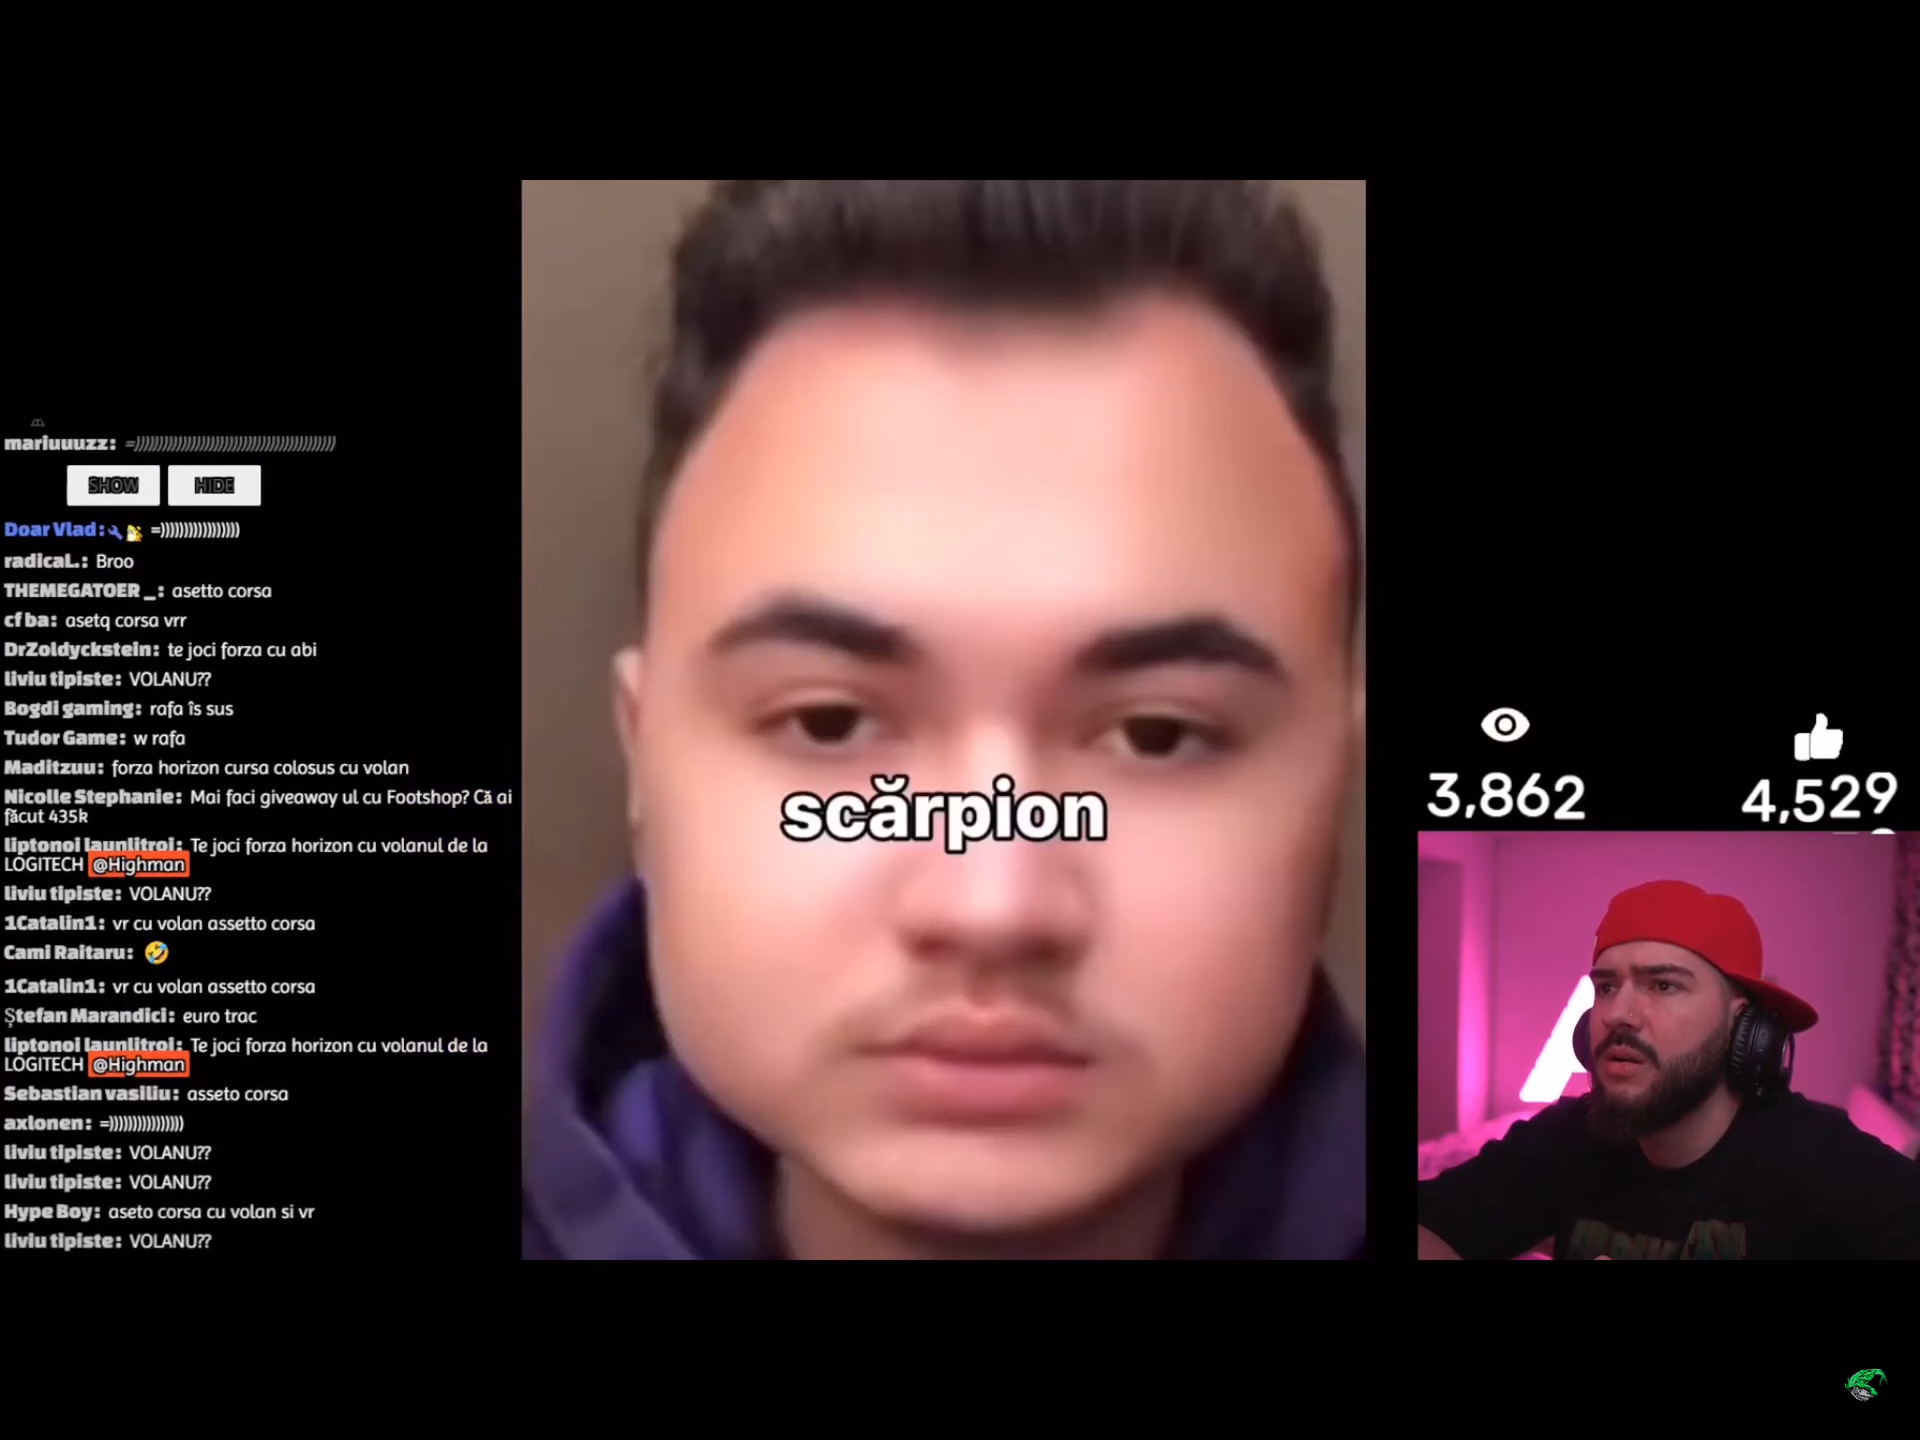 mariuuuzz: =))))))))))))))))))))))))))))))))))))))))))
SHOW HIDE
Doar Vlad: =)))))))))))))))))
radicaL.: Broo
THEMEGATOER_: asetto corsa
cf ba: asetq corsa vrr
DrZoldyckstein: te joci forza cu abi
liviu tipiste: VOLANU??
Bogdi gaming: rafa îs sus
Tudor Game: w rafa
Maditzuu: forza horizon cursa colosus cu volan
Nicolle Stephanie: Mai faci giveaway ul cu Footshop? Că ai
făcut 435k
liptonoi launlitroi: Te joci forza horizon cu volanul de la
LOGITECH @Highman
liviu tipiste: VOLANU??
1Catalin1: vr cu volan assetto corsa
Cami Raitaru: 🤣
1Catalin1: vr cu volan assetto corsa
Ștefan Marandici: euro trac
liptonoi launlitroi: Te joci forza horizon cu volanul de la
LOGITECH @Highman
Sebastian vasiliu: asseto corsa
axlonen: =))))))))))))))))
liviu tipiste: VOLANU??
liviu tipiste: VOLANU??
Hype Boy: aseto corsa cu volan si vr
liviu tipiste: VOLANU??
scărpion
3,862
4,529